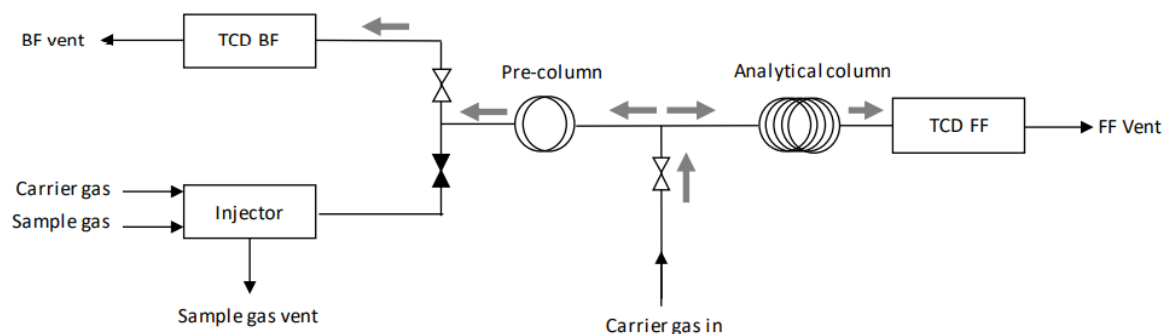 BF vent
TCD BF
Pre-column
Analytical column
TCD FF
FF Vent
Carrier gas
Sample gas
Injector
Sample gas vent
Carrier gas in